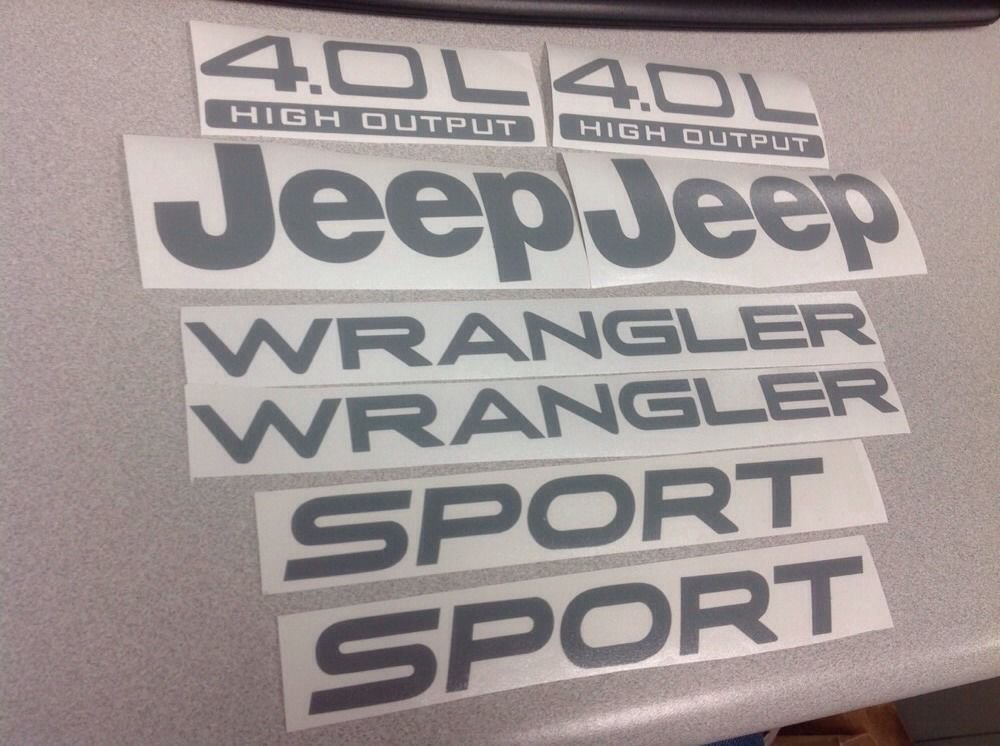 4.0L
HIGH OUTPUT
4.0L
HIGH OUTPUT
Jeep
Jeep
WRANGLER
WRANGLER
SPORT
SPORT